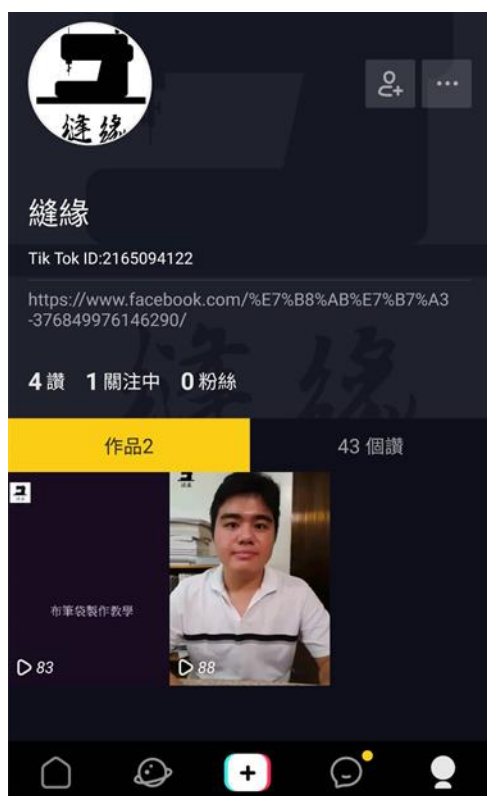 縫緣
縫緣
Tik Tok ID:2165094122
https://www.facebook.com/%E7%B8%AB%E7%B7%A3
-376849976146290/
4 讚 1 關注中 0 粉絲
作品2 43 個讚
布筆袋製作教學
83 88